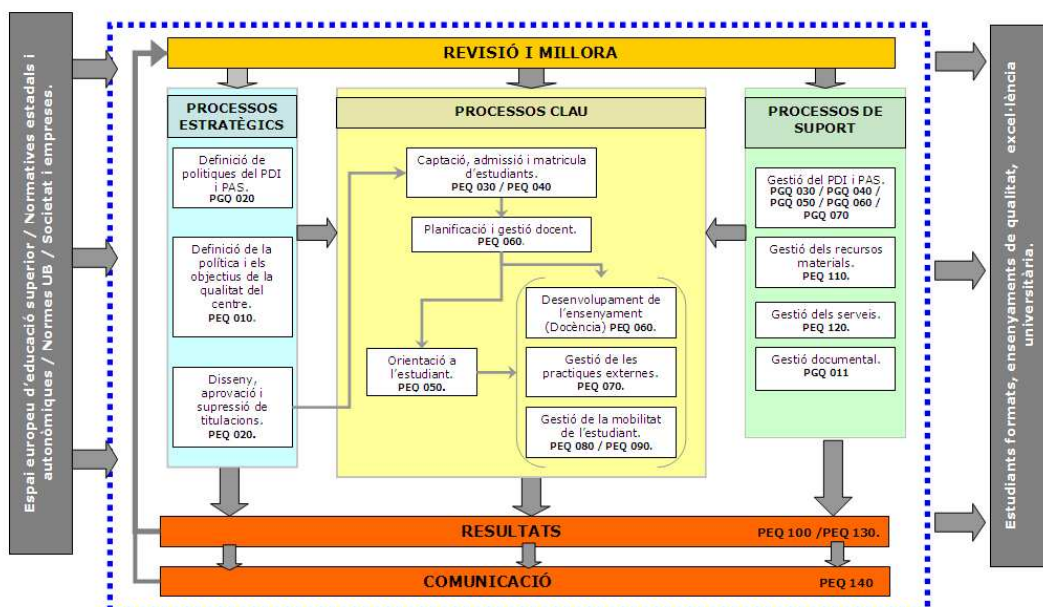 Espai europeu d'educació superior / Normatives estadals i
autonòmiques / Normes UB / Societat i empreses.
REVISIÓ I MILLORA
PROCESSOS
ESTRATÈGICS
Definició de
politiques del PDI
i PAS.
PGQ 020
Definició de la
política i els
objectius de la
qualitat del
centre.
PEQ 010.
Disseny,
aprovació i
supressió de
titulacions.
PEQ 020.
PROCESSOS CLAU
Captació, admissió i matricula
d'estudiants.
PEQ 030 / PEQ 040
Planificació i gestió docent.
PEQ 060.
Desenvolupament de
l'ensenyament
(Docència) PEQ 060.
Orientació a
l'estudiant.
PEQ 050.
Gestió de les
practiques externes.
PEQ 070.
Gestió de la mobilitat
de l'estudiant.
PEQ 080 / PEQ 090.
PROCESSOS DE
SUPORT
Gestió del PDI i PAS.
PGQ 030 / PGQ 040 /
PGQ 050 / PGQ 060 /
PGQ 070
Gestió dels recursos
materials.
PEQ 110.
Gestió dels serveis.
PEQ 120.
Gestió documental.
PGQ 011
RESULTATS
PEQ 100 /PEQ 130.
COMUNICACIÓ
PEQ 140
Estudiants formats, ensenyaments de qualitat, excel·lència
universitària.